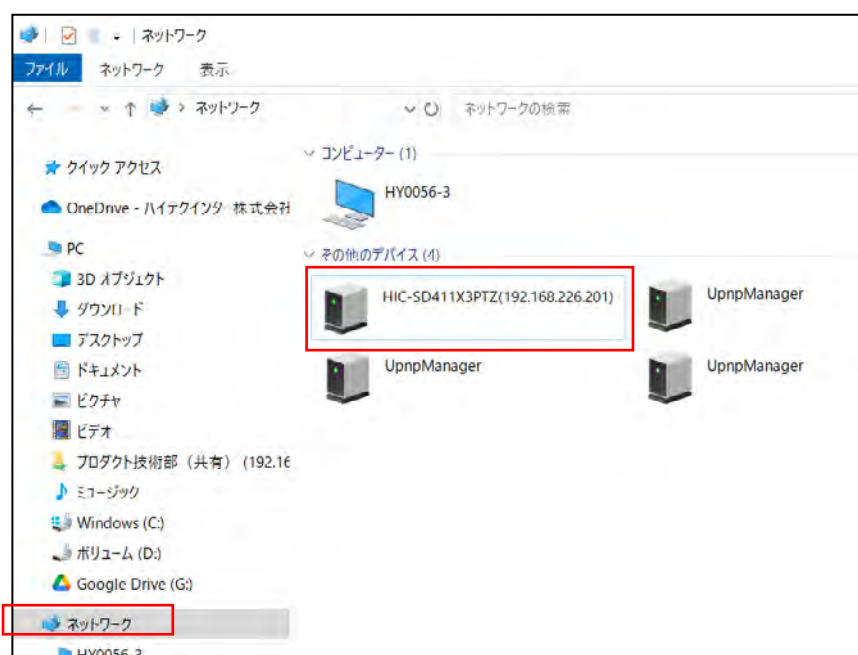 ネットワーク
ファイル ネットワーク 表示
ネットワーク ネットワークの検索
クイック アクセス
OneDrive - ハイテクインター株式会社
PC
3D オブジェクト
ダウンロード
デスクトップ
ドキュメント
ピクチャ
ビデオ
プロダクト技術部（共有） (192.16
ミュージック
Windows (C:)
ボリューム (D:)
Google Drive (G:)
ネットワーク
HY0056-3
コンピューター (1)
HY0056-3
その他のデバイス (4)
HIC-SD411X3PTZ(192.168.226.201)
UpnpManager
UpnpManager
UpnpManager